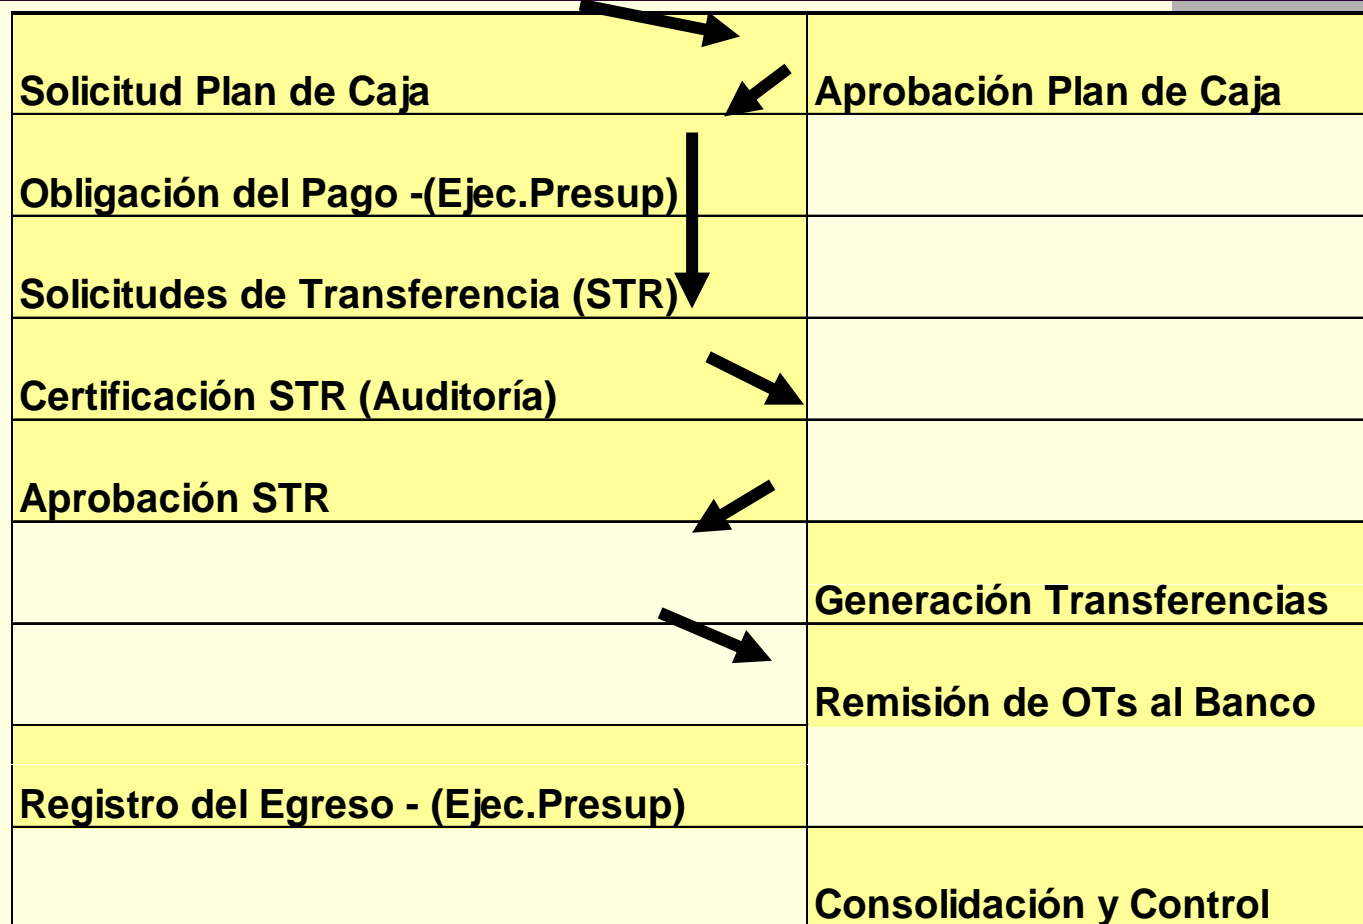 Solicitud Plan de Caja
Aprobación Plan de Caja
Obligación del Pago -(Ejec.Presup)
Solicitudes de Transferencia (STR)
Certificación STR (Auditoría)
Aprobación STR
Generación Transferencias
Remisión de OTs al Banco
Registro del Egreso - (Ejec.Presup)
Consolidación y Control